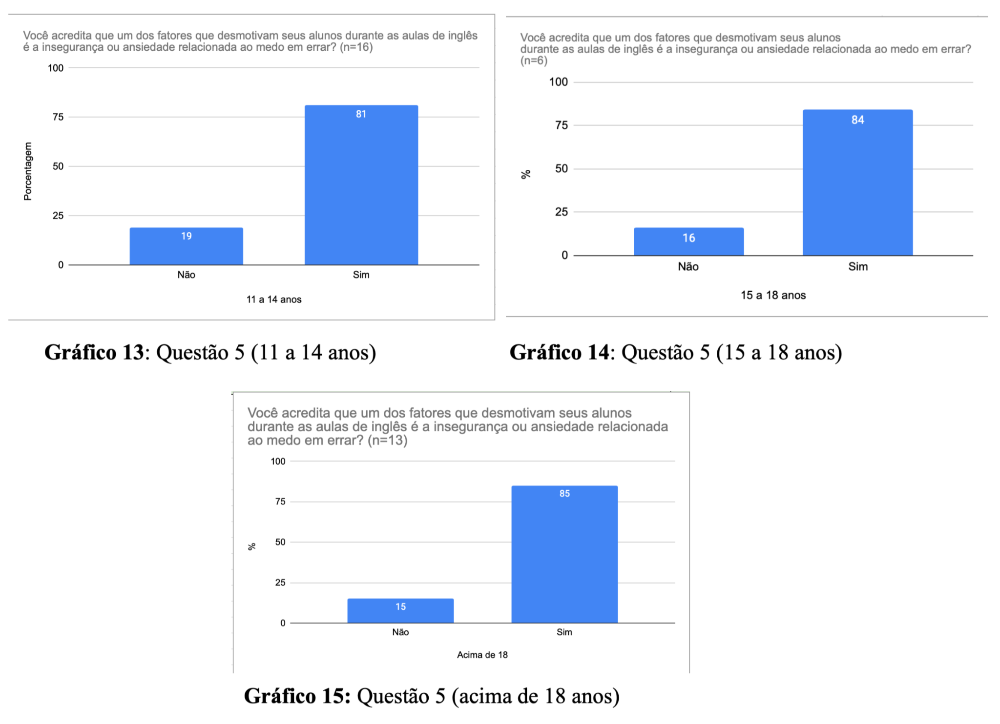 Você acredita que um dos fatores que desmotivam seus alunos durante as aulas de inglês
é a insegurança ou ansiedade relacionada ao medo em errar? (n=16)
100
75
50
25
0
Porcentagem
19
81
Não
Sim
11 a 14 anos
Gráfico 13: Questão 5 (11 a 14 anos)
Você acredita que um dos fatores que desmotivam seus alunos
durante as aulas de inglês é a insegurança ou ansiedade relacionada ao medo em errar?
(n=6)
100
75
50
25
0
%
16
84
Não
Sim
15 a 18 anos
Gráfico 14: Questão 5 (15 a 18 anos)
Você acredita que um dos fatores que desmotivam seus alunos
durante as aulas de inglês é a insegurança ou ansiedade relacionada
ao medo em errar? (n=13)
100
75
50
25
0
%
15
85
Não
Sim
Acima de 18
Gráfico 15: Questão 5 (acima de 18 anos)